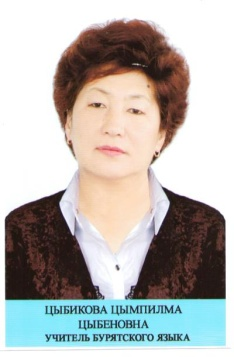 ЦЫБИКОВА ЦЫМПИЛМА
ЦЫБЕНОВНА
УЧИТЕЛЬ БУРЯТСКОГО ЯЗЫКА